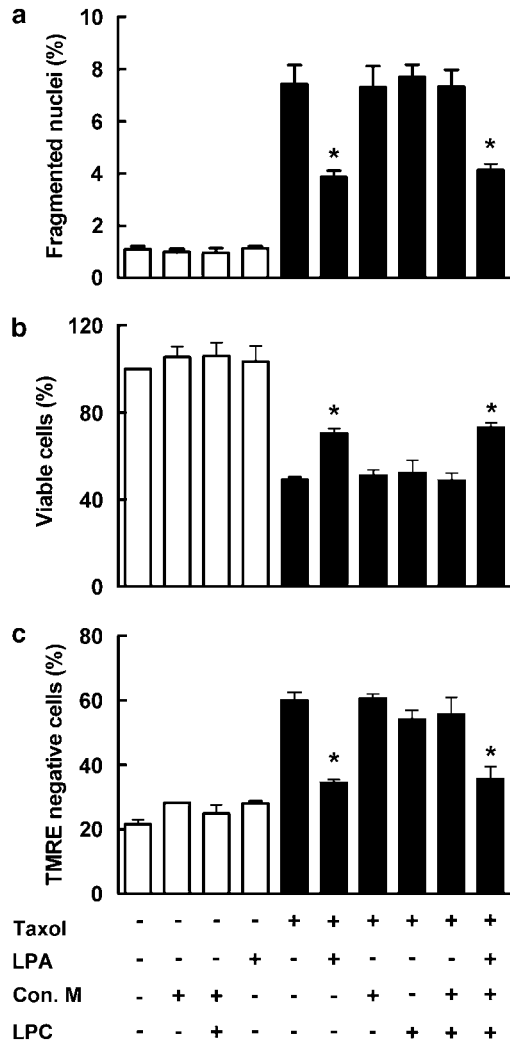 a
Fragmented nuclei (%)
10
8
6
4
2
0
*
*
b
Viable cells (%)
120
80
40
0
*
*
c
TMRE negative cells (%)
80
60
40
20
0
*
*
Taxol - - - - + + + + + +
LPA - - - + - + - - - +
Con. M - + + - - - + - + +
LPC - - + - - - - + + +